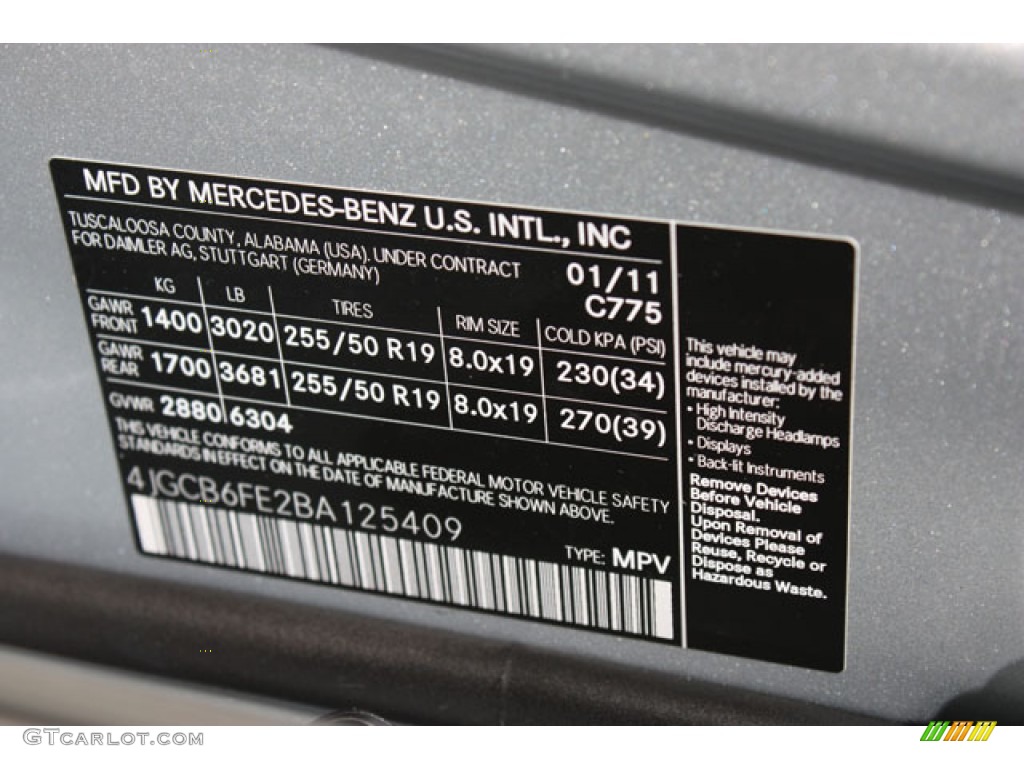 MFD BY MERCEDES-BENZ U.S. INTL., INC
TUSCALOOSA COUNTY, ALABAMA (USA). UNDER CONTRACT
FOR DAIMLER AG, STUTTGART (GERMANY)
01/11
C775
KG LB TIRES RIM SIZE COLD KPA (PSI)
GAWR
FRONT 1400 3020 255/50 R19 8.0x19 230(34)
GAWR
REAR 1700 3681 255/50 R19 8.0x19 270(39)
GVWR 2880 6304
THIS VEHICLE CONFORMS TO ALL APPLICABLE FEDERAL MOTOR VEHICLE SAFETY
STANDARDS IN EFFECT ON THE DATE OF MANUFACTURE SHOWN ABOVE.
4JGCB6FE2BA125409
TYPE: MPV
This vehicle may
include mercury-added
devices installed by the
manufacturer:
• High Intensity
Discharge Headlamps
• Displays
• Back-lit Instruments
Remove Devices
Before Vehicle
Disposal.
Upon Removal of
Devices Please
Reuse, Recycle or
Dispose as
Hazardous Waste.
GTcarlot.com